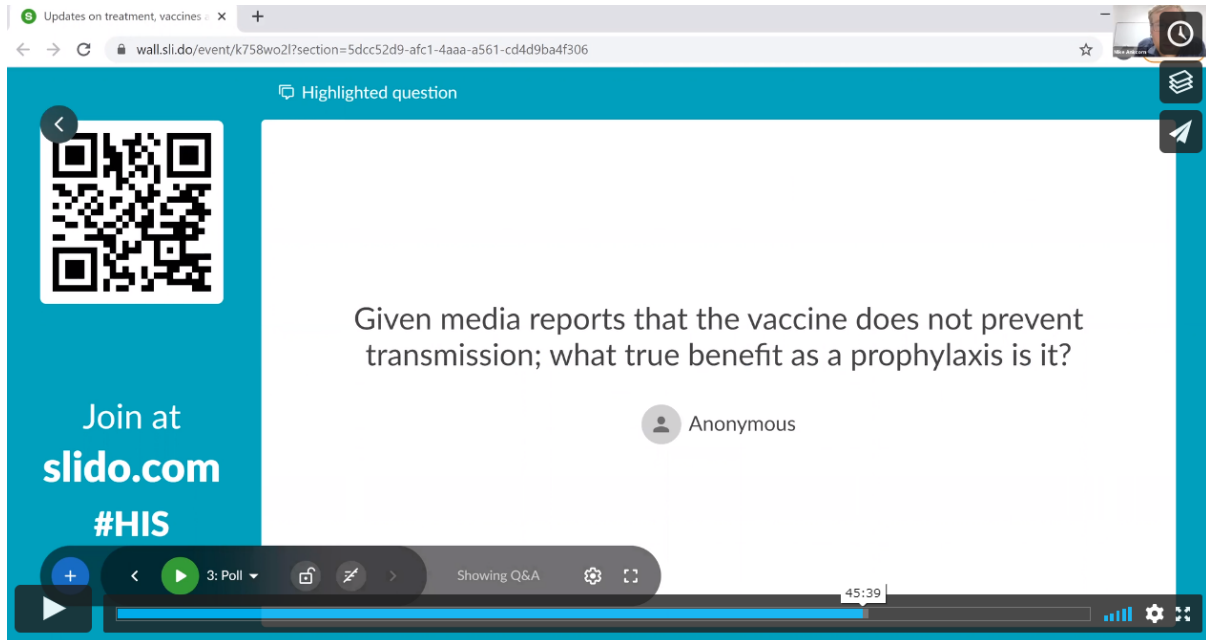 Updates on treatment, vaccines a
wall.sli.do/event/k758wo2l?section=5dcc52d9-afc1-4aaa-a561-cd4d9ba4f306
Highlighted question
Given media reports that the vaccine does not prevent
transmission; what true benefit as a prophylaxis is it?
Anonymous
Join at
slido.com
#HIS
3: Poll
Showing Q&A
45:39